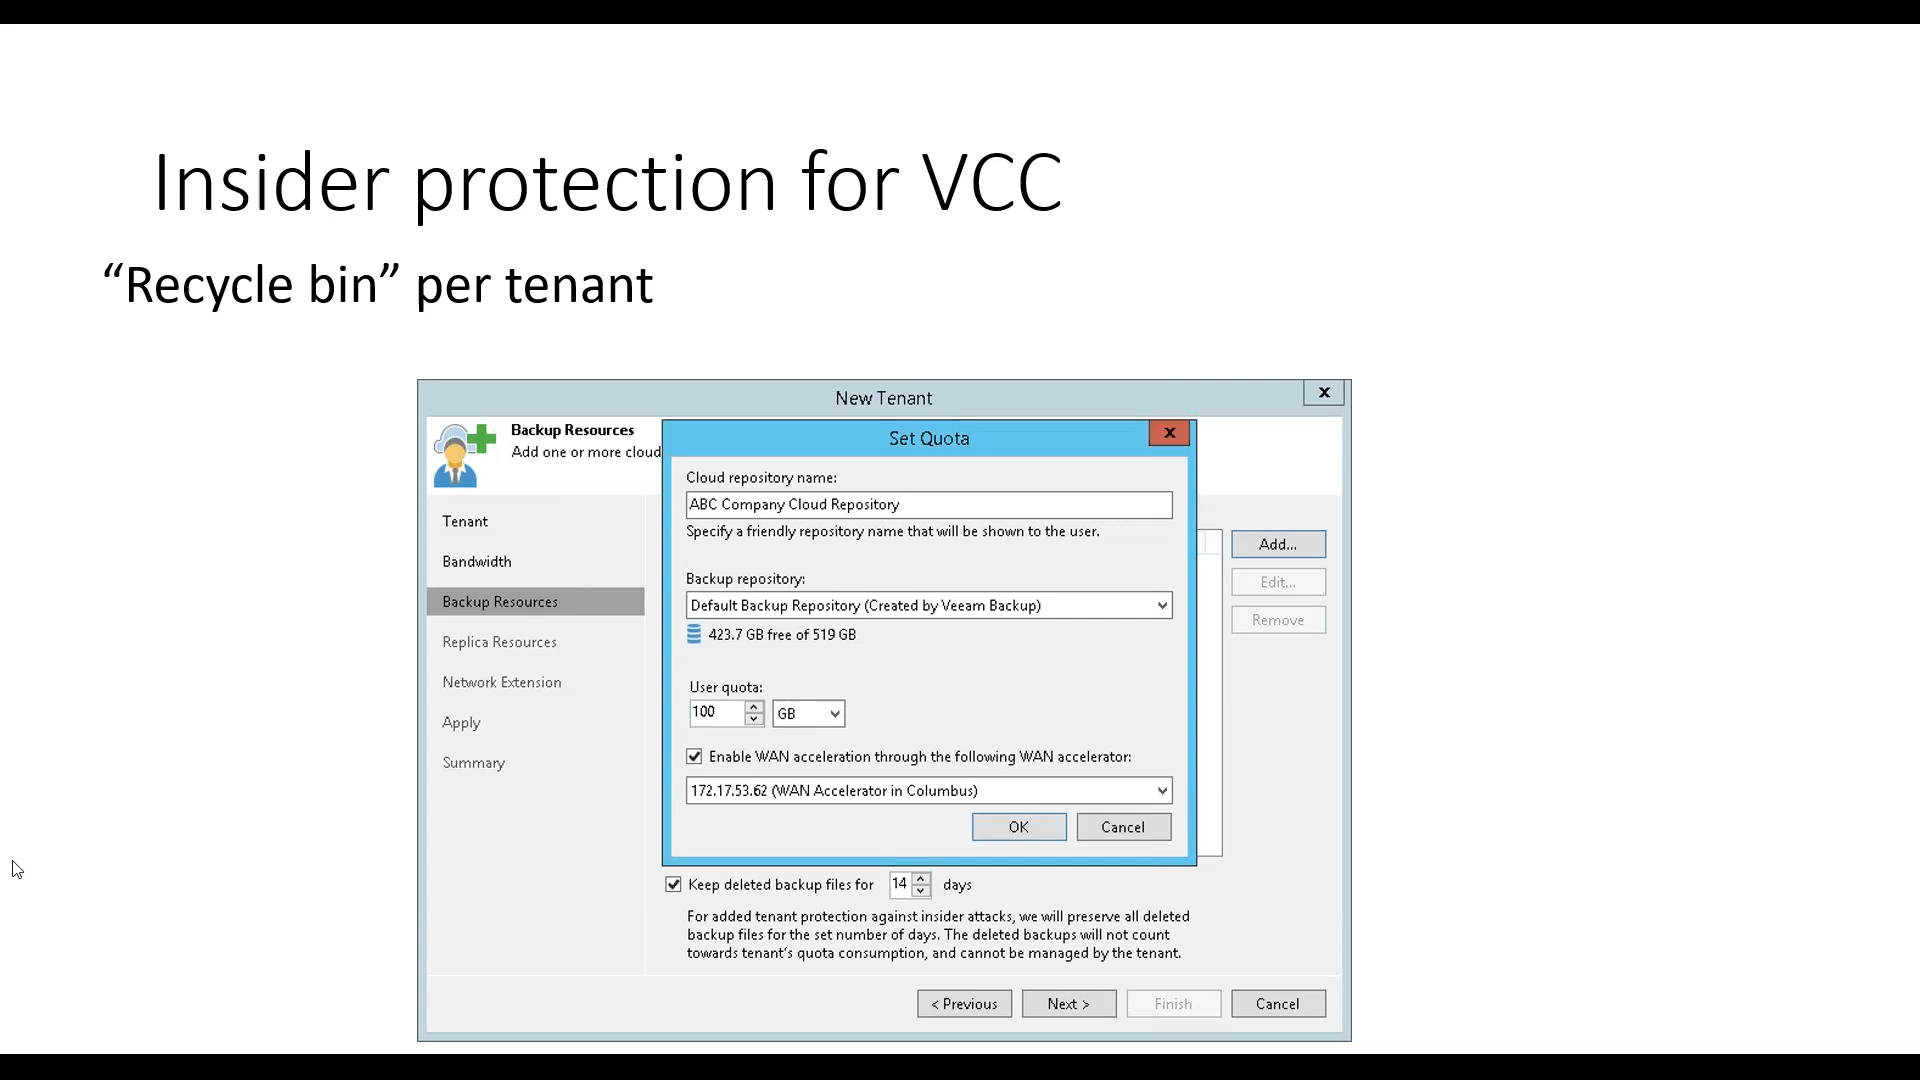 Insider protection for VCC
“Recycle bin” per tenant
New Tenant
x
Backup Resources
Add one or more cloud
Set Quota
x
Cloud repository name:
ABC Company Cloud Repository
Specify a friendly repository name that will be shown to the user.
Backup repository:
Default Backup Repository (Created by Veeam Backup)
423.7 GB free of 519 GB
User quota:
100 GB
Enable WAN acceleration through the following WAN accelerator:
172.17.53.62 (WAN Accelerator in Columbus)
OK Cancel
Tenant
Bandwidth
Backup Resources
Replica Resources
Network Extension
Apply
Summary
Add...
Edit...
Remove
Keep deleted backup files for 14 days
For added tenant protection against insider attacks, we will preserve all deleted
backup files for the set number of days. The deleted backups will not count
towards tenant's quota consumption, and cannot be managed by the tenant.
< Previous Next > Finish Cancel